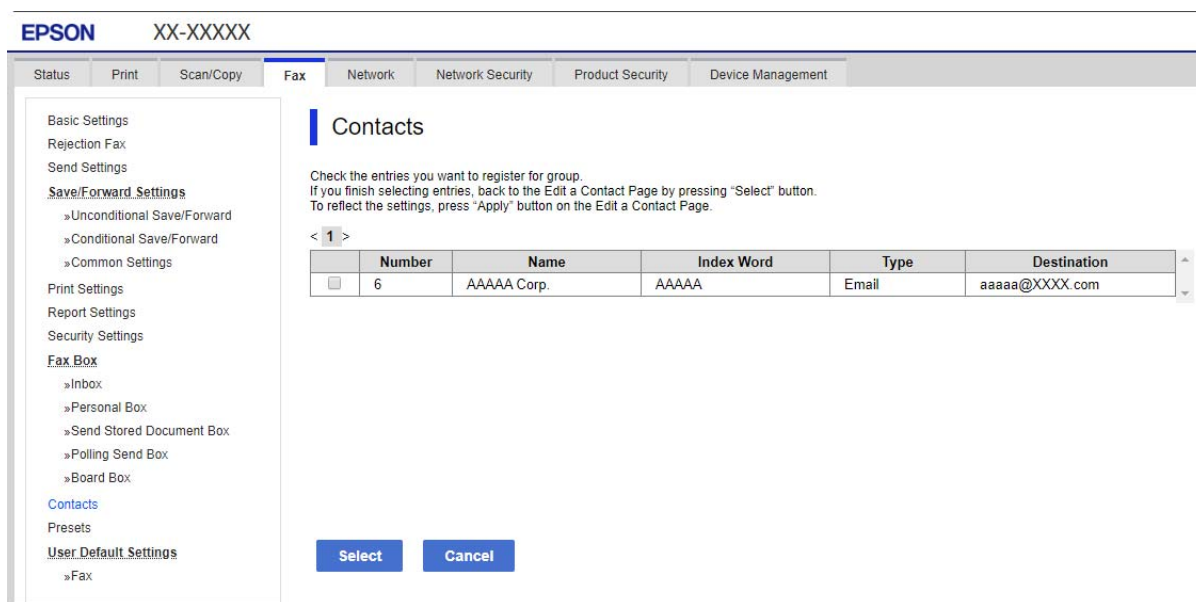 EPSON XX-XXXXX
Status Print Scan/Copy Fax Network Network Security Product Security Device Management
Basic Settings
Rejection Fax
Send Settings
Save/Forward Settings
»Unconditional Save/Forward
»Conditional Save/Forward
»Common Settings
Print Settings
Report Settings
Security Settings
Fax Box
»Inbox
»Personal Box
»Send Stored Document Box
»Polling Send Box
»Board Box
Contacts
Presets
User Default Settings
»Fax
Contacts
Check the entries you want to register for group.
If you finish selecting entries, back to the Edit a Contact Page by pressing “Select” button.
To reflect the settings, press “Apply” button on the Edit a Contact Page.
< 1 >
Number Name Index Word Type Destination
6 AAAAA Corp. AAAAA Email aaaaa@XXXX.com
Select Cancel